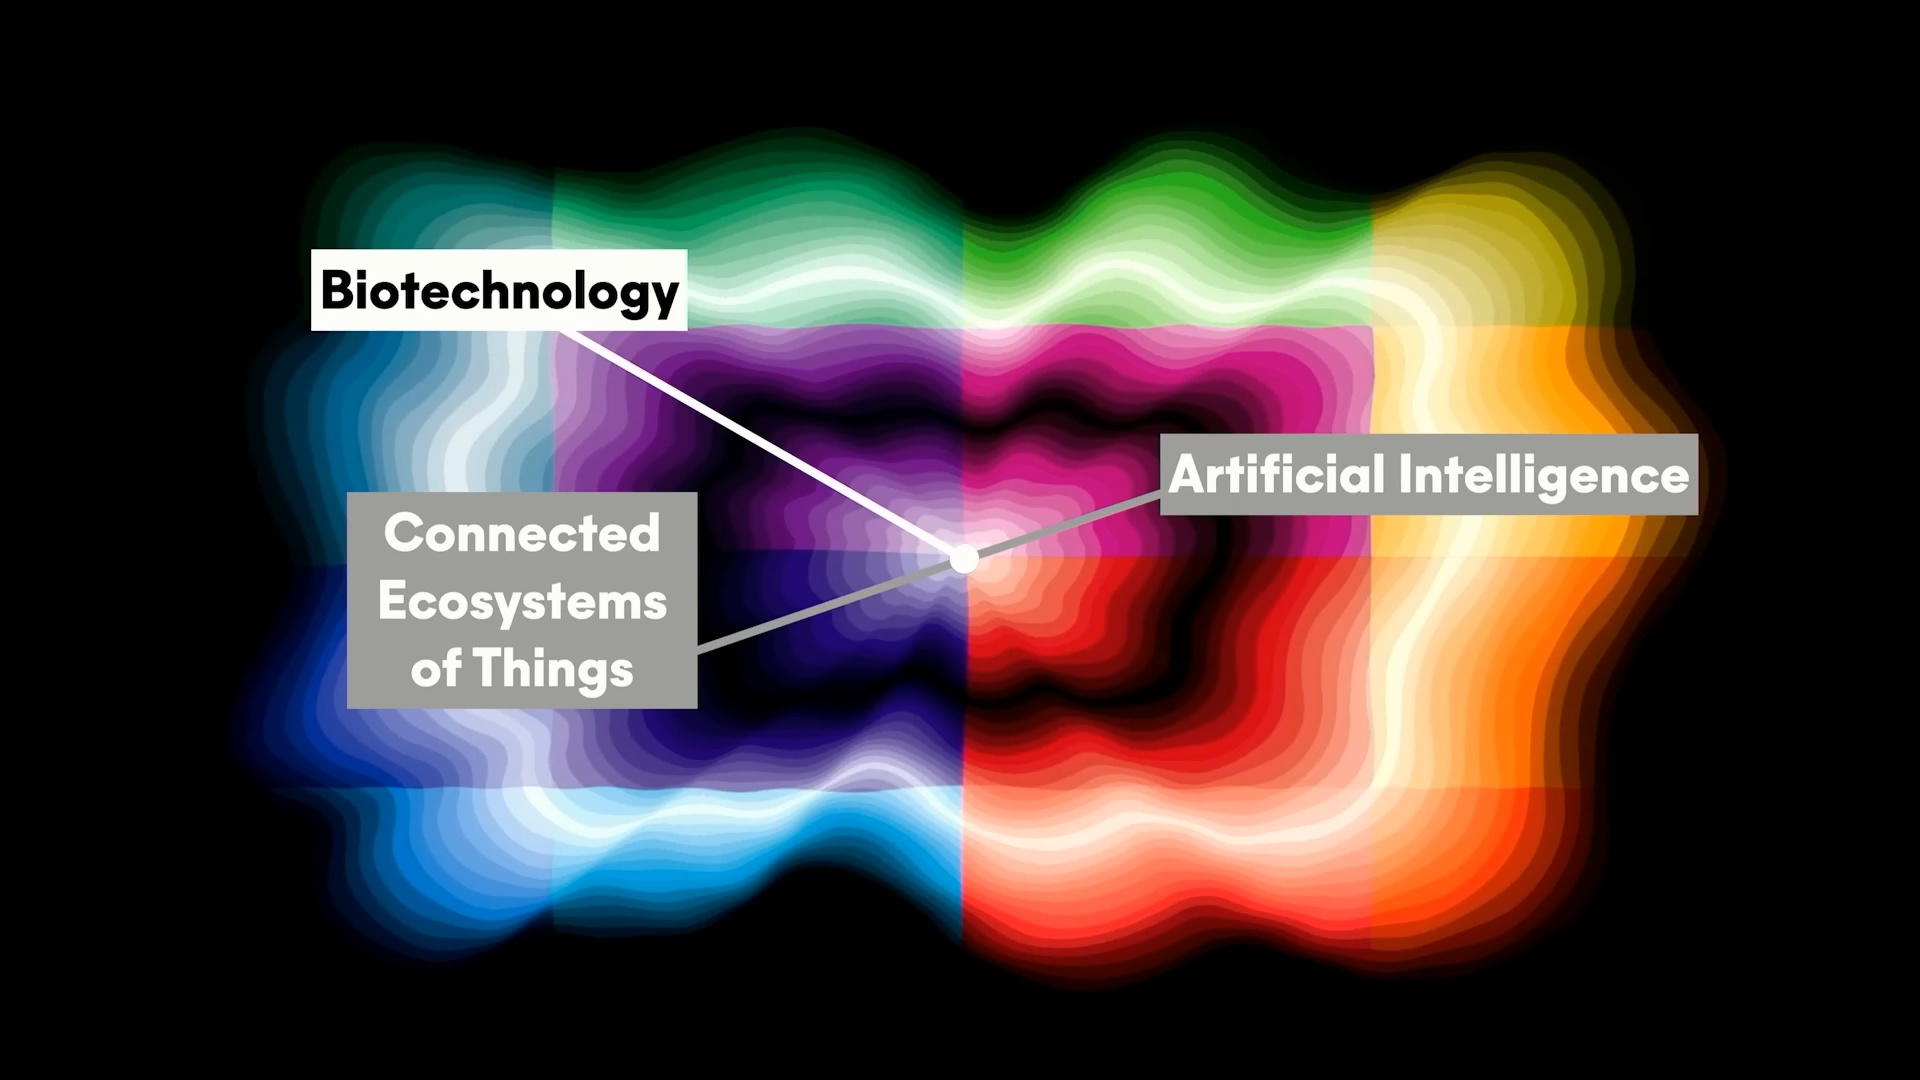 Biotechnology
Artificial Intelligence
Connected
Ecosystems
of Things